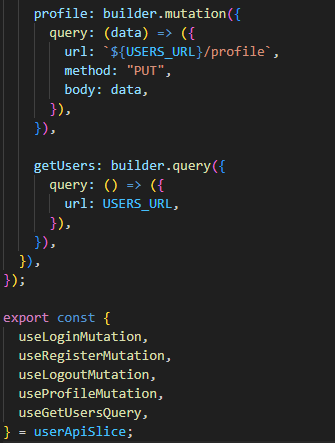 profile: builder.mutation({
query: (data) => ({
url: `${USERS_URL}/profile`,
method: "PUT",
body: data,
}),
}),
getUsers: builder.query({
query: () => ({
url: USERS_URL,
}),
}),
}),
});
export const {
useLoginMutation,
useRegisterMutation,
useLogoutMutation,
useProfileMutation,
useGetUsersQuery,
} = userApiSlice;